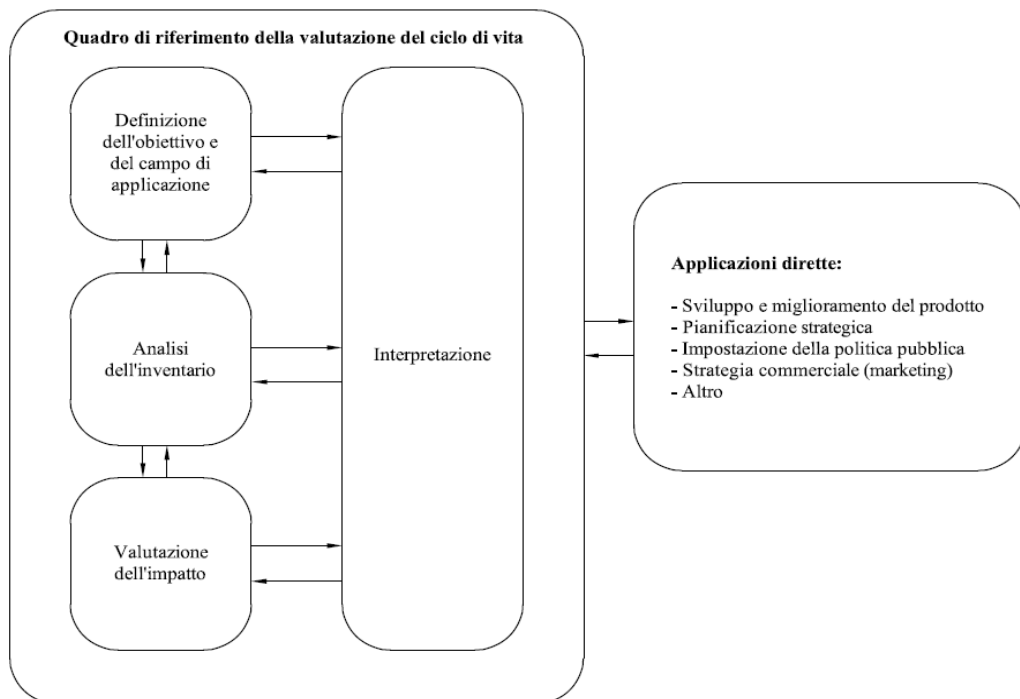 Quadro di riferimento della valutazione del ciclo di vita
Definizione
dell'obiettivo e
del campo di
applicazione
Analisi
dell'inventario
Valutazione
dell'impatto
Interpretazione
Applicazioni dirette:
- Sviluppo e miglioramento del prodotto
- Pianificazione strategica
- Impostazione della politica pubblica
- Strategia commerciale (marketing)
- Altro